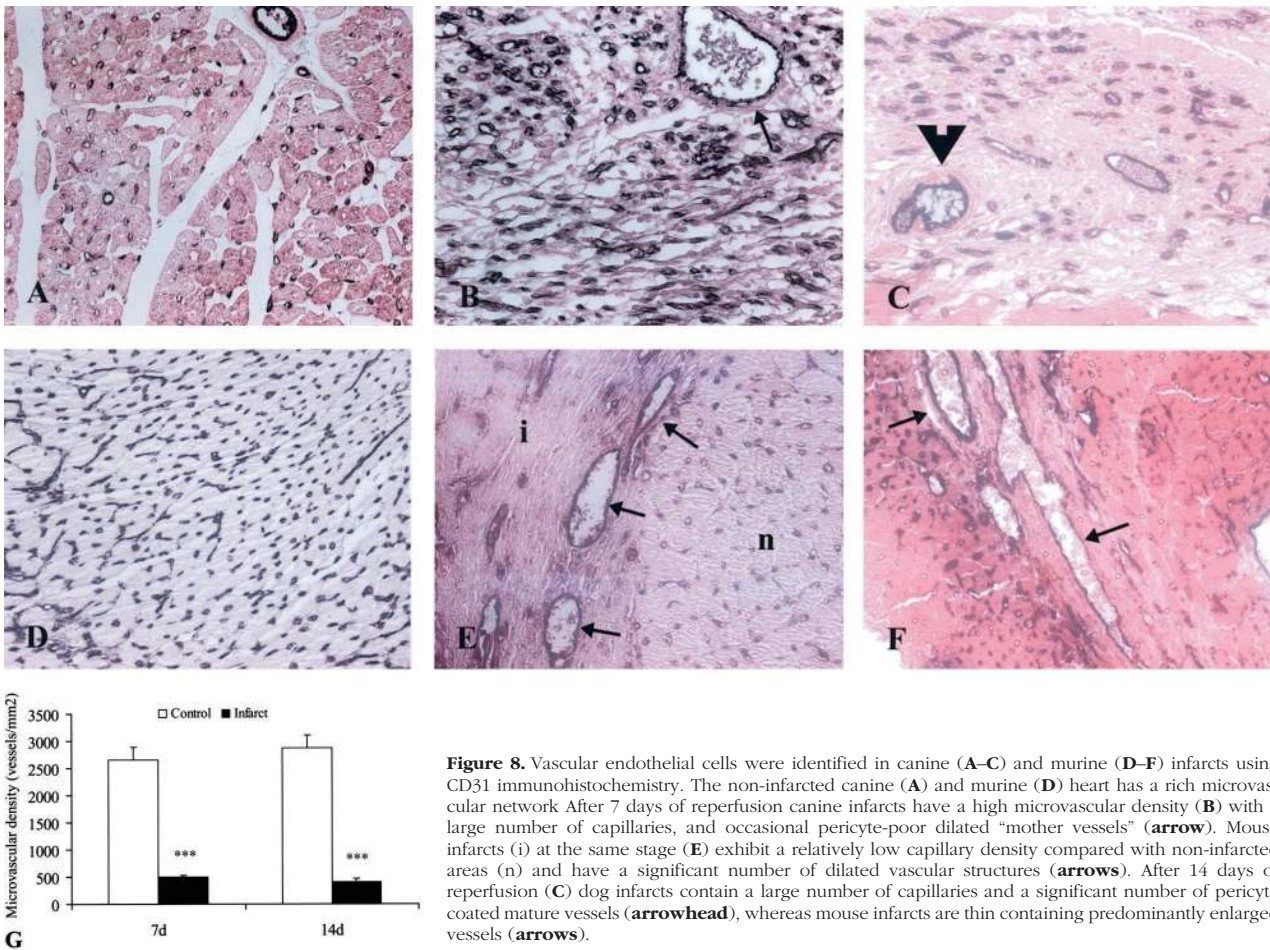 A
B
C
D
i
n
E
F
Microvascular density (vessels/mm2)
3500
3000
2500
2000
1500
1000
500
0
Control Infarct
***
***
7d
14d
G
Figure 8. Vascular endothelial cells were identified in canine (A–C) and murine (D–F) infarcts using
CD31 immunohistochemistry. The non-infarcted canine (A) and murine (D) heart has a rich microvas
cular network After 7 days of reperfusion canine infarcts have a high microvascular density (B) with
large number of capillaries, and occasional pericyte-poor dilated “mother vessels” (arrow). Mous
infarcts (i) at the same stage (E) exhibit a relatively low capillary density compared with non-infarcte
areas (n) and have a significant number of dilated vascular structures (arrows). After 14 days o
reperfusion (C) dog infarcts contain a large number of capillaries and a significant number of pericyt
coated mature vessels (arrowhead), whereas mouse infarcts are thin containing predominantly enlarge
vessels (arrows).